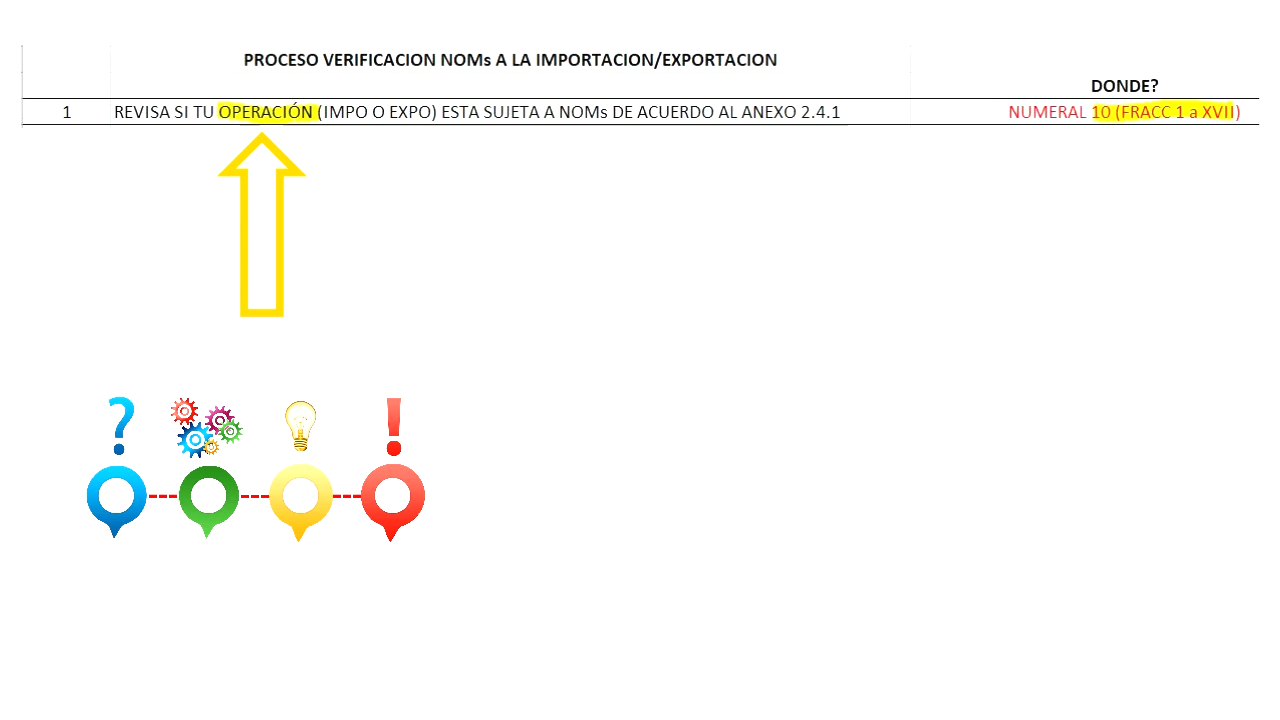 PROCESO VERIFICACION NOMs A LA IMPORTACION/EXPORTACION
DONDE?
1 REVISA SI TU OPERACIÓN (IMPO O EXPO) ESTA SUJETA A NOMs DE ACUERDO AL ANEXO 2.4.1 NUMERAL 10 (FRACC 1 a XVII)
?
!